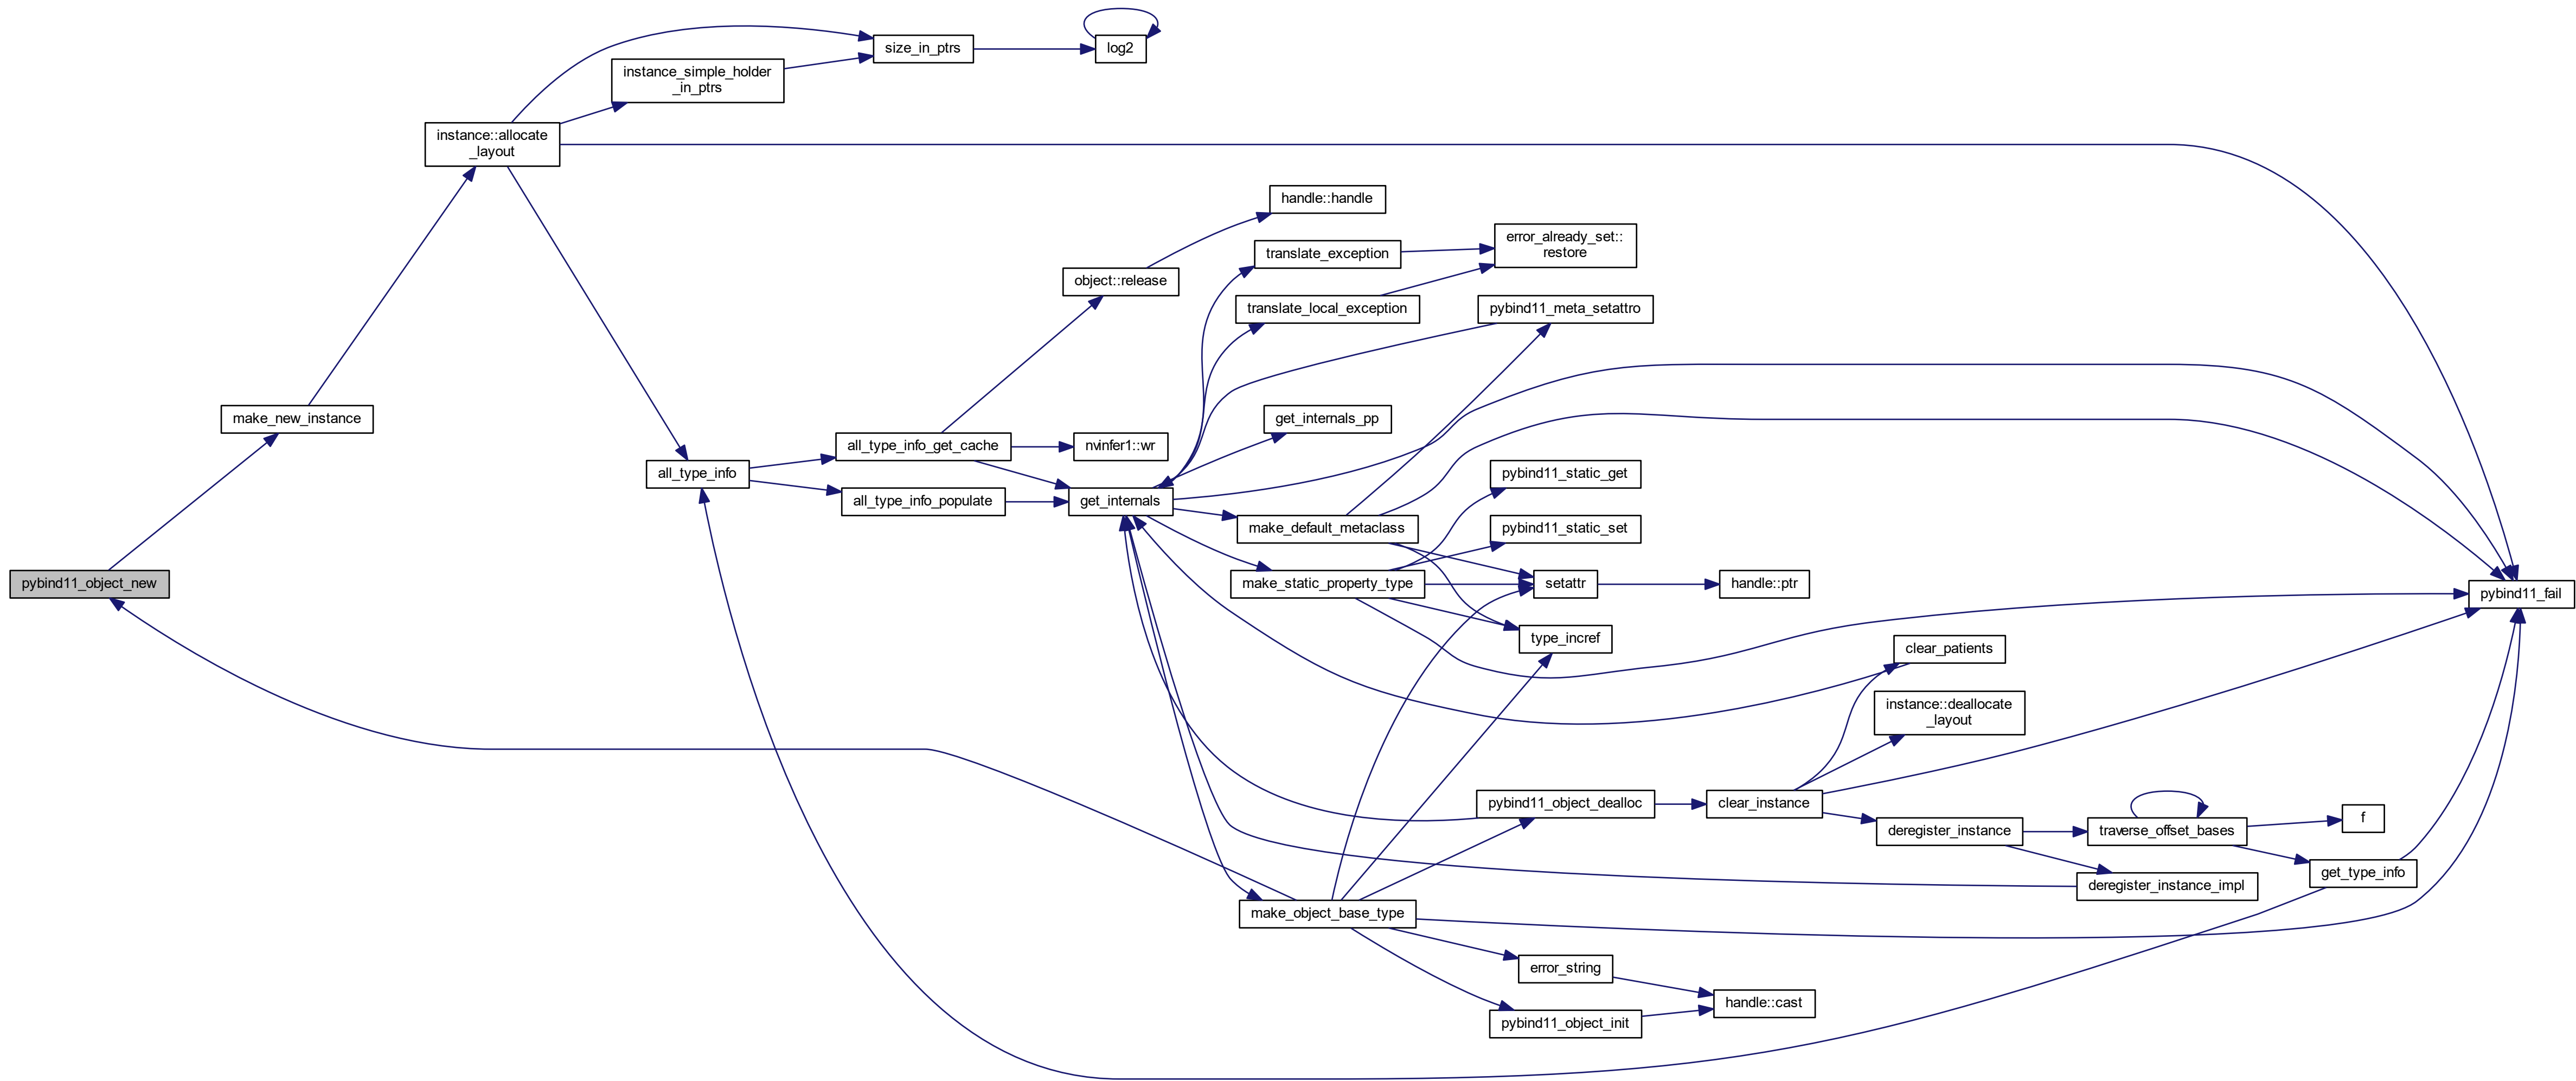 size_in_ptrs
log2
instance_simple_holder
_in_ptrs
instance::allocate
_layout
handle::handle
error_already_set::
restore
translate_exception
object::release
translate_local_exception
pybind11_meta_setattro
make_new_instance
get_internals_pp
all_type_info_get_cache
nvinfer1::wr
all_type_info
pybind11_static_get
all_type_info_populate
get_internals
make_default_metaclass
pybind11_static_set
pybind11_object_new
make_static_property_type
setattr
handle::ptr
pybind11_fail
type_incref
clear_patients
instance::deallocate
_layout
pybind11_object_dealloc
clear_instance
f
deregister_instance
traverse_offset_bases
get_type_info
deregister_instance_impl
make_object_base_type
error_string
handle::cast
pybind11_object_init